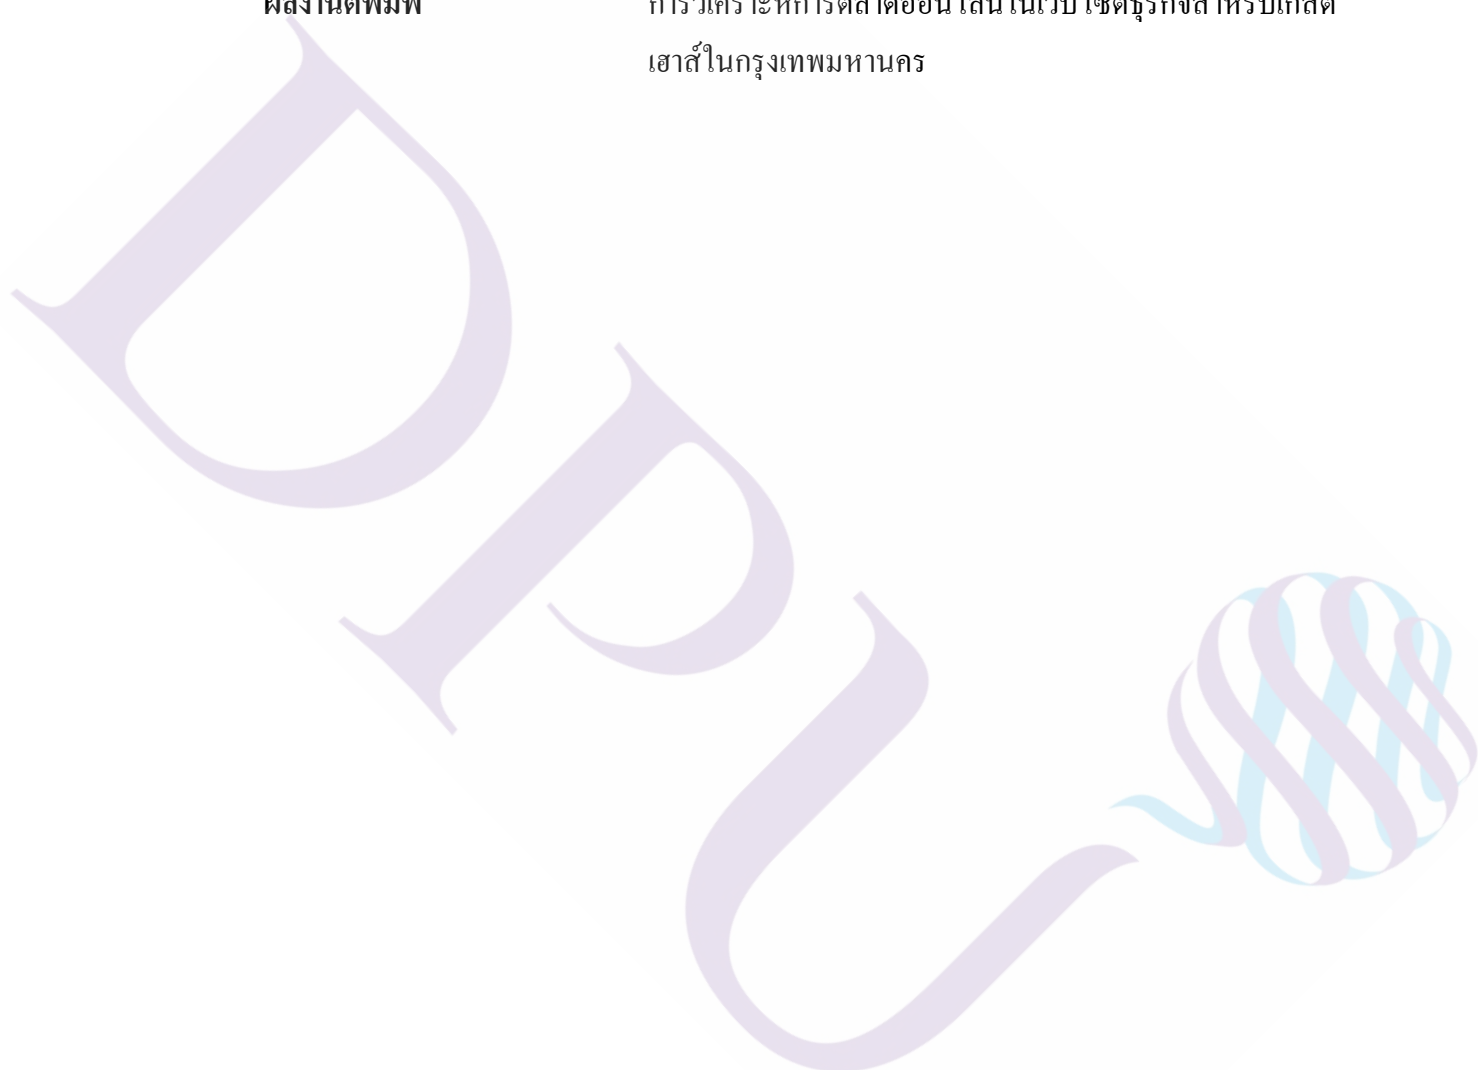 ผลงานตีพิมพ์ การวิเคราะห์การตลาดออนไลน์ในเว็บไซต์ธุรกิจสำหรับเกสต์
เฮาส์ในกรุงเทพมหานคร
DPU